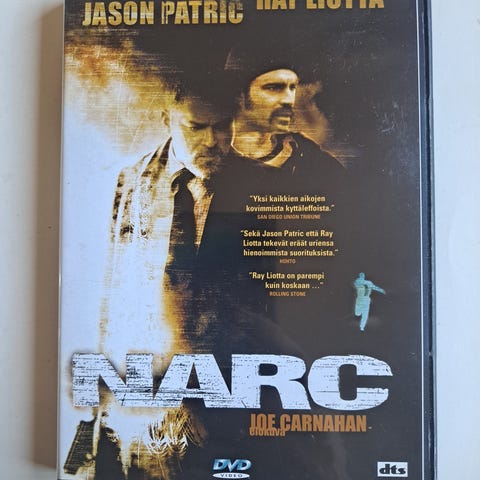 JASON PATRIC
RAY LIOTTA
"Yksi kaikkien aikojen
kovimmista kyttäleffoista."
SAN DIEGO UNION TRIBUNE
"Sekä Jason Patric että Ray
Liotta tekevät eräät uriensa
hienoimmista suorituksista."
HOHTO
"Ray Liotta on parempi
kuin koskaan ..."
ROLLING STONE
NARC
JOE CARNAHAN -
elokuva
DVD
VIDEO
dts